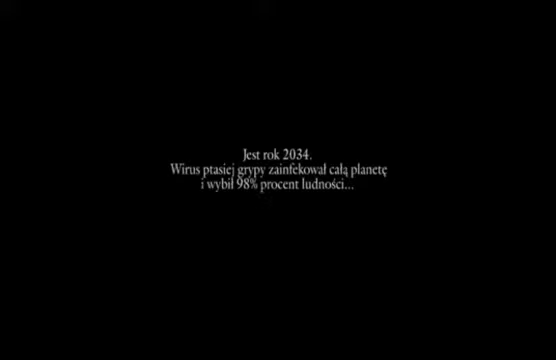 Jest rok 2034.
Wirus ptasiej grypy zainfekował całą planetę
i wybił 98% procent ludności...